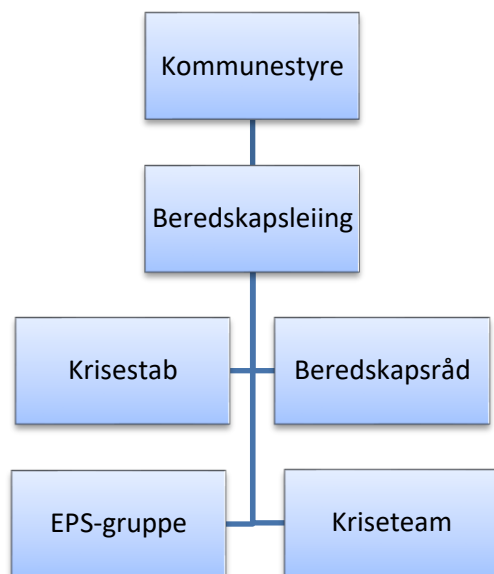 Kommunestyre
Beredskapsleiing
Krisestab
Beredskapsråd
EPS-gruppe
Kriseteam